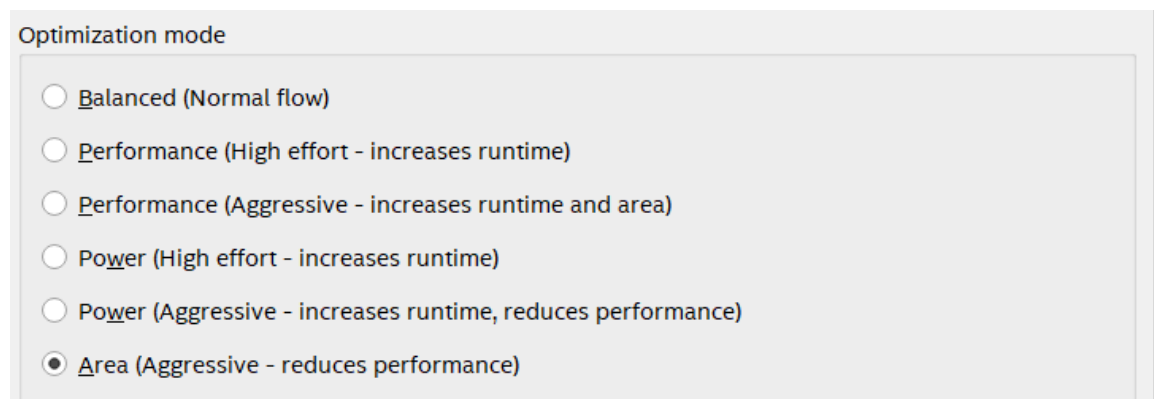 Optimization mode
Balanced (Normal flow)
Performance (High effort - increases runtime)
Performance (Aggressive - increases runtime and area)
Power (High effort - increases runtime)
Power (Aggressive - increases runtime, reduces performance)
Area (Aggressive - reduces performance)